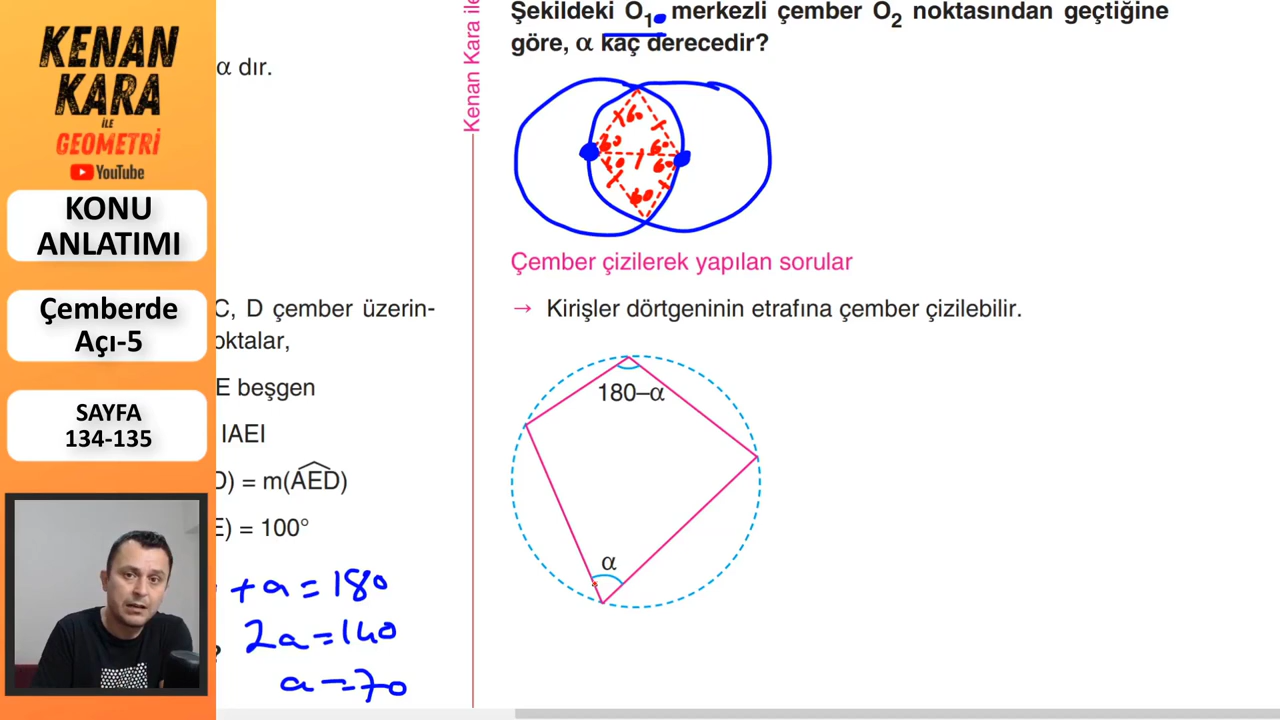 KENAN
KARA
İLE
GEOMETRİ
YouTube
KONU
ANLATIMI
Çemberde
Açı-5
SAYFA
134-135
α dır.
C, D çember üzerin-
oktalar,
E beşgen
IAEI
D) = m(AED)
E) = 100°
+a=180
2a=140
a=70
Kenan Kara ile
Şekildeki O1 merkezli çember O2 noktasından geçtiğine
göre, α kaç derecedir?
60
60
60
60
60
60
Çember çizilerek yapılan sorular
→ Kirişler dörtgeninin etrafına çember çizilebilir.
180–α
α